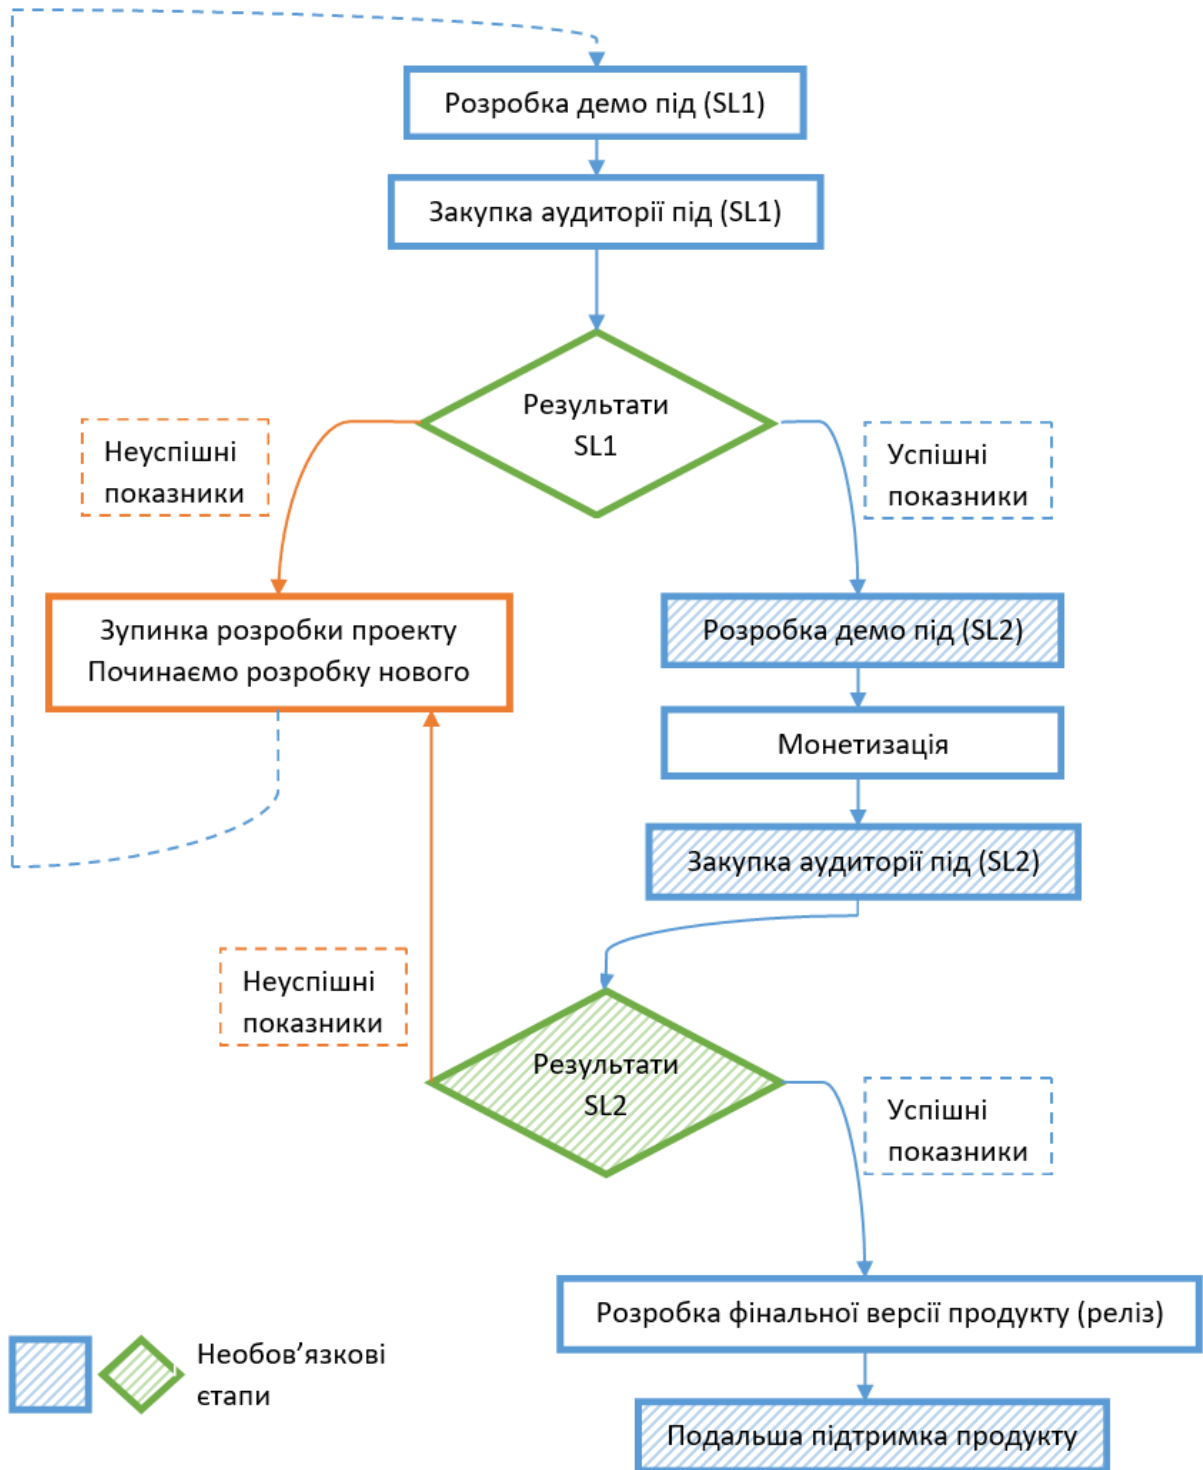 Розробка демо під (SL1)
Закупка аудиторії під (SL1)
Результати
SL1
Неуспішні
показники
Успішні
показники
Зупинка розробки проекту
Починаємо розробку нового
Розробка демо під (SL2)
Монетизація
Закупка аудиторії під (SL2)
Неуспішні
показники
Результати
SL2
Успішні
показники
Розробка фінальної версії продукту (реліз)
Необов’язкові
єтапи
Подальша підтримка продукту